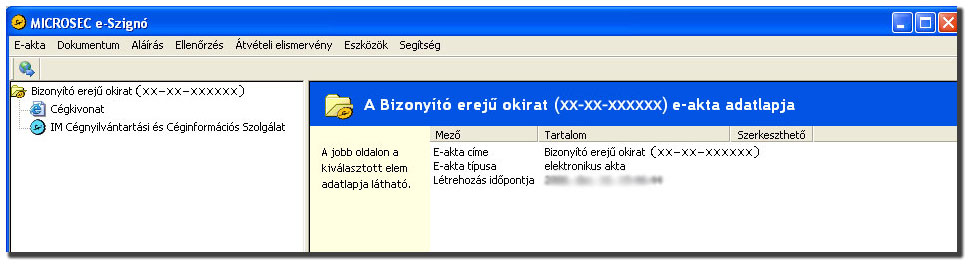 MICROSEC e-Szignó
E-akta Dokumentum Aláírás Ellenőrzés Átvételi elismervény Eszközök Segítség
Bizonyító erejű okirat (xx-xx-xxxxxx)
Cégkivonat
IM Cégnyilvántartási és Céginformációs Szolgálat
A Bizonyító erejű okirat (xx-xx-xxxxxx) e-akta adatlapja
A jobb oldalon a
kiválasztott elem
adatlapja látható.
Mező Tartalom Szerkeszthető
E-akta címe Bizonyító erejű okirat (xx-xx-xxxxxx)
E-akta típusa elektronikus akta
Létrehozás időpontja